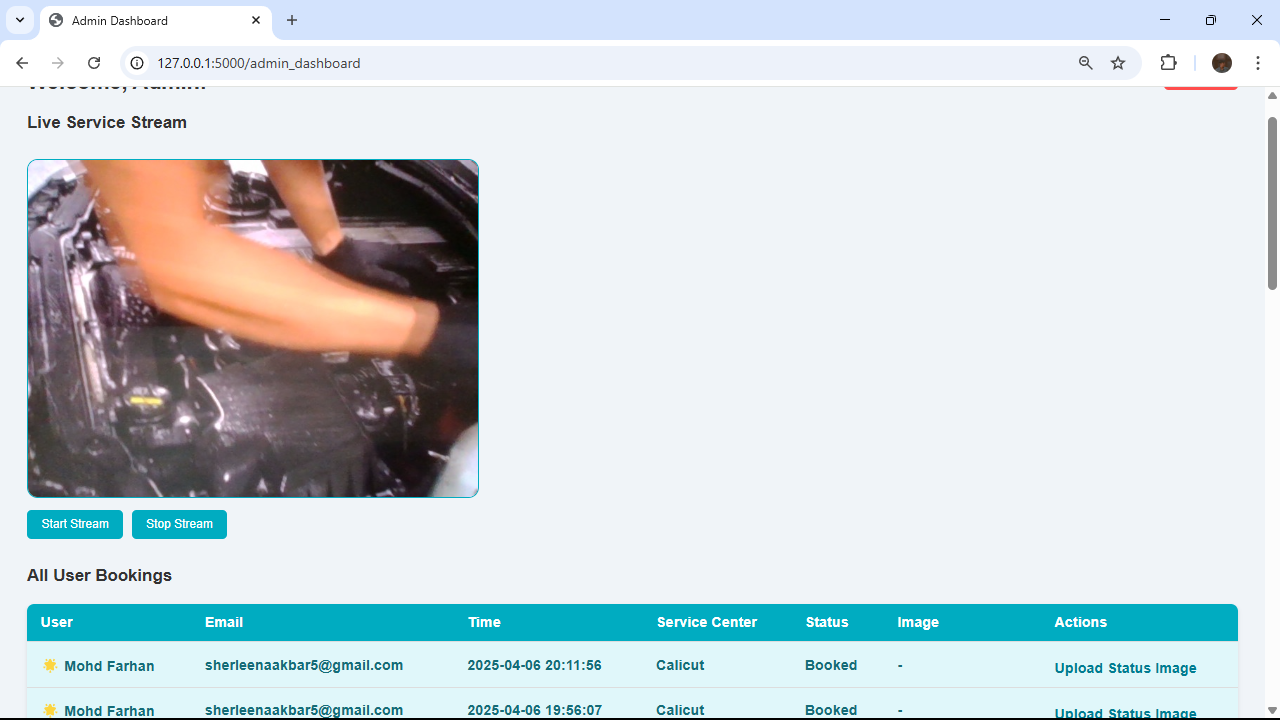 Admin Dashboard
127.0.0.1:5000/admin_dashboard
Welcome, Admin!
Live Service Stream
Start Stream Stop Stream
All User Bookings
User Email Time Service Center Status Image Actions
🌟 Mohd Farhan sherleenaakbar5@gmail.com 2025-04-06 20:11:56 Calicut Booked - Upload Status Image
🌟 Mohd Farhan sherleenaakbar5@gmail.com 2025-04-06 19:56:07 Calicut Booked - Upload Status Image